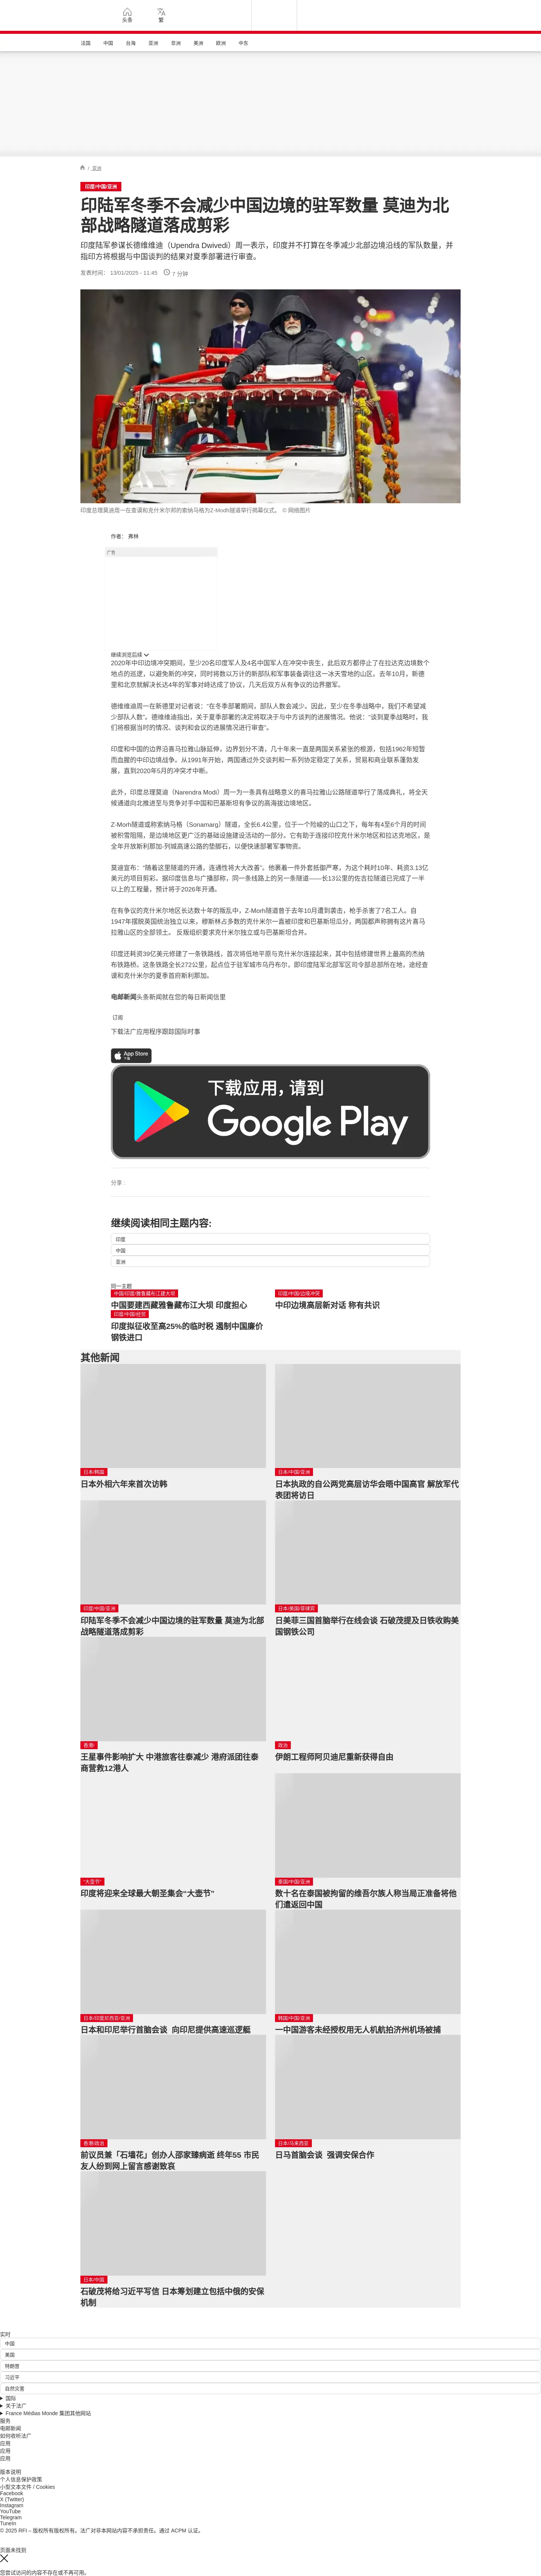 头条
繁
法国 中国 台海 亚洲 非洲 美洲 欧洲 中东
/ 亚洲
印度/中国/亚洲
印陆军冬季不会减少中国边境的驻军数量 莫迪为北
部战略隧道落成剪彩
印度陆军参谋长德维维迪（Upendra Dwivedi）周一表示，印度并不打算在冬季减少北部边境沿线的军队数量，并
指印方将根据与中国谈判的结果对夏季部署进行审查。
发表时间： 13/01/2025 - 11:45 7 分钟
印度总理莫迪周一在查谟和克什米尔邦的索纳马格为Z-Modh隧道举行揭幕仪式。 © 网络图片
作者： 弗林
广告
继续浏览后续
2020年中印边境冲突期间，至少20名印度军人及4名中国军人在冲突中丧生，此后双方都停止了在拉达克边境数个
地点的巡逻，以避免新的冲突，同时将数以万计的新部队和军事装备调往这一冰天雪地的山区。去年10月，新德
里和北京就解决长达4年的军事对峙达成了协议，几天后双方从有争议的边界撤军。
德维维迪周一在新德里对记者说：“在冬季部署期间，部队人数会减少。因此，至少在冬季战略中，我们不希望减
少部队人数”。德维维迪指出，关于夏季部署的决定将取决于与中方谈判的进展情况。他说：“谈到夏季战略时，我
们将根据当时的情况、谈判和会议的进展情况进行审查”。
印度和中国的边界沿喜马拉雅山脉延伸，边界划分不清，几十年来一直是两国关系紧张的根源，包括1962年短暂
而血腥的中印边境战争。从1991年开始，两国通过外交谈判和一系列协定稳定了关系，贸易和商业联系蓬勃发
展，直到2020年5月的冲突才中断。
此外，印度总理莫迪（Narendra Modi）周一为一条具有战略意义的喜马拉雅山公路隧道举行了落成典礼，将全天
候通道向北推进至与竞争对手中国和巴基斯坦有争议的高海拔边境地区。
Z-Morh隧道或称索纳马格（Sonamarg）隧道，全长6.4公里，位于一个险峻的山口之下，每年有4至6个月的时间
被积雪阻隔，是边境地区更广泛的基础设施建设活动的一部分。它有助于连接印控克什米尔地区和拉达克地区，是
全年开放斯利那加-列城高速公路的垫脚石，以便快速部署军事物资。
莫迪宣布：“随着这里隧道的开通，连通性将大大改善”。他裹着一件外套抵御严寒，为这个耗时10年、耗资3.13亿
美元的项目剪彩。据印度信息与广播部称，同一条线路上的另一条隧道——长13公里的佐吉拉隧道已完成了一半
以上的工程量，预计将于2026年开通。
在有争议的克什米尔地区长达数十年的叛乱中，Z-Morh隧道曾于去年10月遭到袭击，枪手杀害了7名工人。自
1947年摆脱英国统治独立以来，穆斯林占多数的克什米尔一直被印度和巴基斯坦瓜分，两国都声称拥有这片喜马
拉雅山区的全部领土。 反叛组织要求克什米尔独立或与巴基斯坦合并。
印度还耗资39亿美元修建了一条铁路线，首次将低地平原与克什米尔连接起来，其中包括修建世界上最高的杰纳
布铁路桥。这条铁路全长272公里，起点位于驻军城市乌丹布尔，即印度陆军北部军区司令部总部所在地，途经查
谟和克什米尔的夏季首府斯利那加。
电邮新闻头条新闻就在您的每日新闻信里
订阅
下载法广应用程序跟踪国际时事
App Store
下载
下载应用，请到
Google Play
分享 :
继续阅读相同主题内容:
印度
中国
亚洲
同一主题
中国/印度/雅鲁藏布江建大坝
中国要建西藏雅鲁藏布江大坝 印度担心
印度/中国/边境冲突
中印边境高层新对话 称有共识
印度/中国/经贸
印度拟征收至高25%的临时税 遏制中国廉价
钢铁进口
其他新闻
日本/韩国
日本外相六年来首次访韩
日本/中国/亚洲
日本执政的自公两党高层访华会晤中国高官 解放军代
表团将访日
印度/中国/亚洲
印陆军冬季不会减少中国边境的驻军数量 莫迪为北部
战略隧道落成剪彩
日本/美国/菲律宾
日美菲三国首脑举行在线会谈 石破茂提及日铁收购美
国钢铁公司
香港/
王星事件影响扩大 中港旅客往泰减少 港府派团往泰
商营救12港人
政治
伊朗工程师阿贝迪尼重新获得自由
“大壶节”
印度将迎来全球最大朝圣集会“大壶节”
泰国/中国/亚洲
数十名在泰国被拘留的维吾尔族人称当局正准备将他
们遣返回中国
日本/印度尼西亚/亚洲
日本和印尼举行首脑会谈 向印尼提供高速巡逻艇
韩国/中国/亚洲
一中国游客未经授权用无人机航拍济州机场被捕
香港/政治
前议员兼「石墙花」创办人邵家臻病逝 终年55 市民
友人纷到网上留言感谢致哀
日本/马来西亚
日马首脑会谈 强调安保合作
日本/中国
石破茂将给习近平写信 日本筹划建立包括中俄的安保
机制
实时
中国
美国
特朗普
习近平
自然灾害
国际
关于法广
France Médias Monde 集团其他网站
服务
电邮新闻
如何收听法广
应用
应用
应用
版本说明
个人信息保护政策
小型文本文件 / Cookies
Facebook
X (Twitter)
Instagram
YouTube
Telegram
TuneIn
© 2025 RFI – 版权所有版权所有。法广对非本网站内容不承担责任。通过 ACPM 认证。
页面未找到
您尝试访问的内容不存在或不再可用。